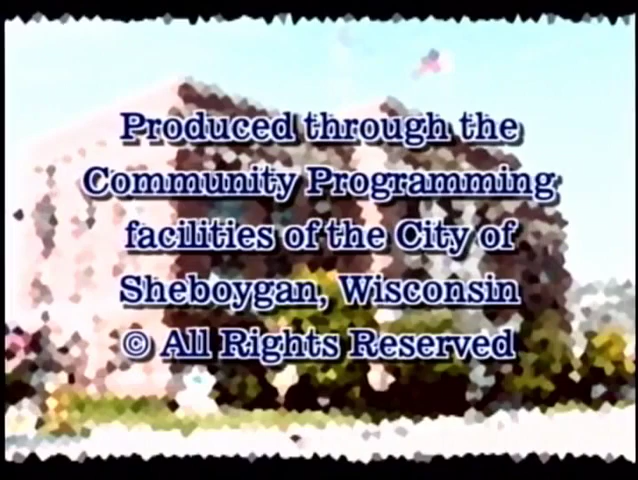 Produced through the
Community Programming
facilities of the City of
Sheboygan, Wisconsin
© All Rights Reserved